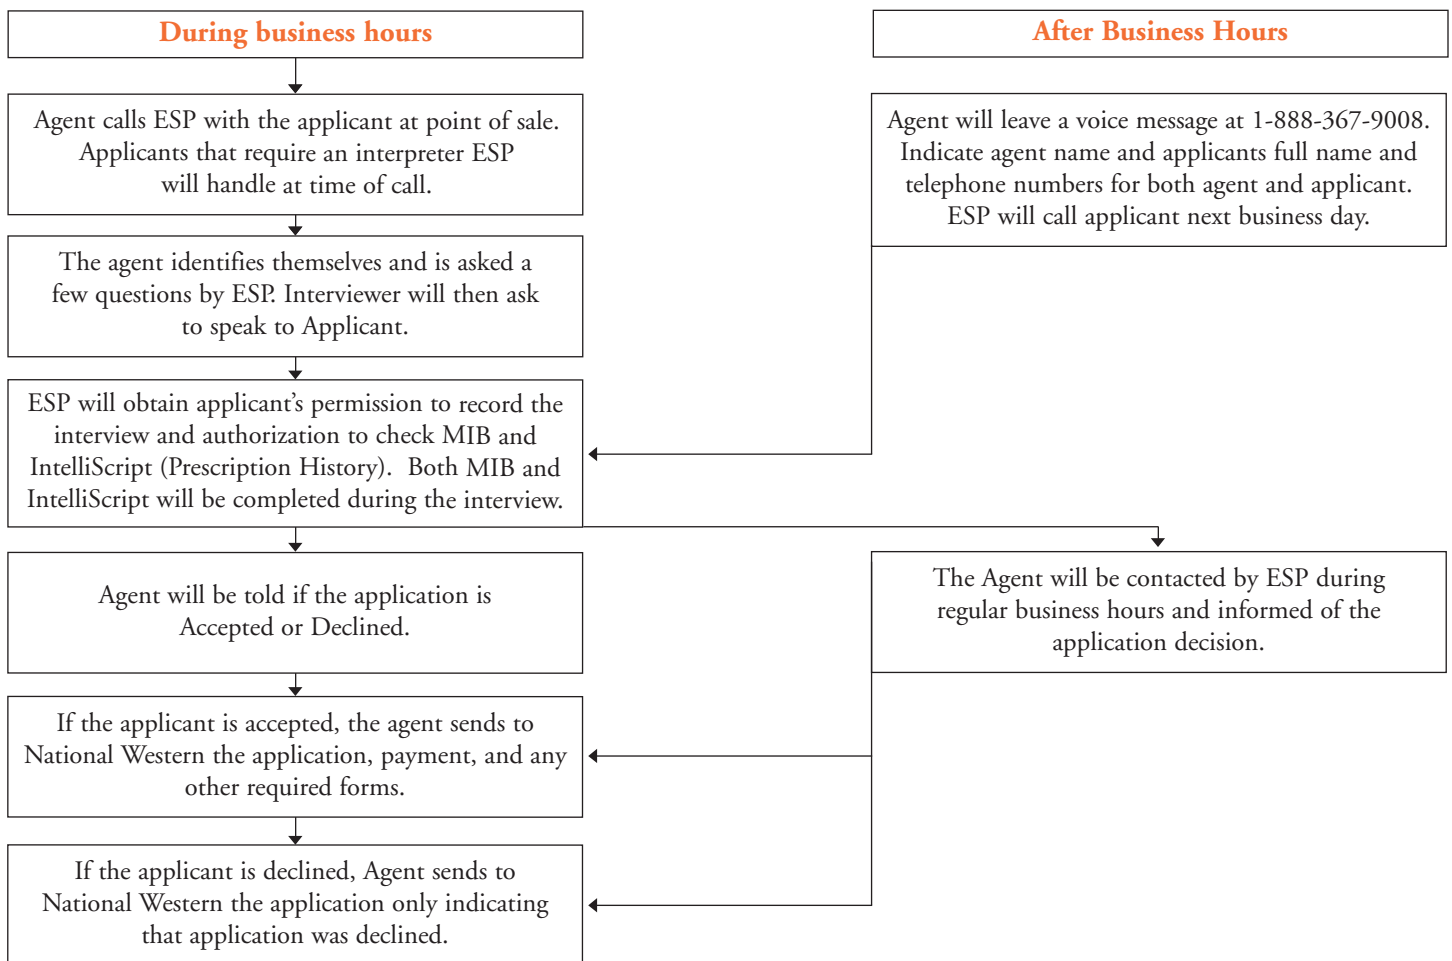 During business hours
Agent calls ESP with the applicant at point of sale.
Applicants that require an interpreter ESP
will handle at time of call.
The agent identifies themselves and is asked a
few questions by ESP. Interviewer will then ask
to speak to Applicant.
ESP will obtain applicant’s permission to record the
interview and authorization to check MIB and
IntelliScript (Prescription History).  Both MIB and
IntelliScript will be completed during the interview.
Agent will be told if the application is
Accepted or Declined.
If the applicant is accepted, the agent sends to
National Western the application, payment, and any
other required forms.
If the applicant is declined, Agent sends to
National Western the application only indicating
that application was declined.
After Business Hours
Agent will leave a voice message at 1-888-367-9008.
Indicate agent name and applicants full name and
telephone numbers for both agent and applicant.
ESP will call applicant next business day.
The Agent will be contacted by ESP during
regular business hours and informed of the
application decision.